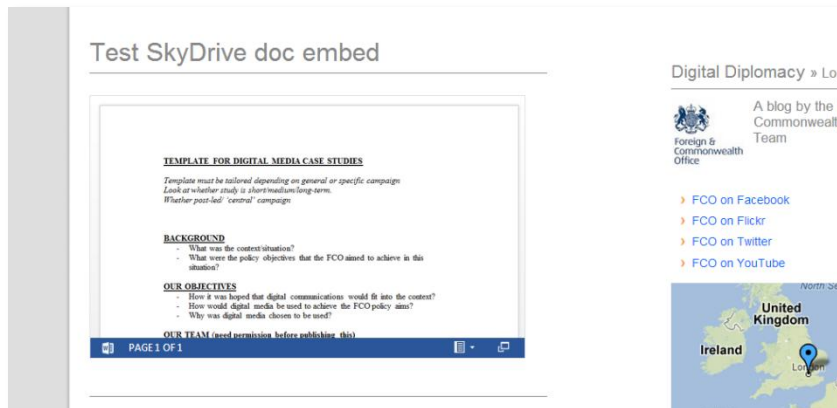 Test SkyDrive doc embed
TEMPLATE FOR DIGITAL MEDIA CASE STUDIES
Template must be tailored depending on general or specific campaign
Look at whether study is short/medium/long-term.
Whether post-led/ 'central' campaign
BACKGROUND
- What was the context/situation?
- What were the policy objectives that the FCO aimed to achieve in this
situation?
OUR OBJECTIVES
- How it was hoped that digital communications would fit into the context?
- How would digital media be used to achieve the FCO policy aims?
- Why was digital media chosen to be used?
OUR TEAM (need permission before publishing this)
PAGE 1 OF 1
Digital Diplomacy » Lo
A blog by the
Commonwealt
Team
Foreign &
Commonwealth
Office
FCO on Facebook
FCO on Flickr
FCO on Twitter
FCO on YouTube
North Se
United
Kingdom
Ireland
London